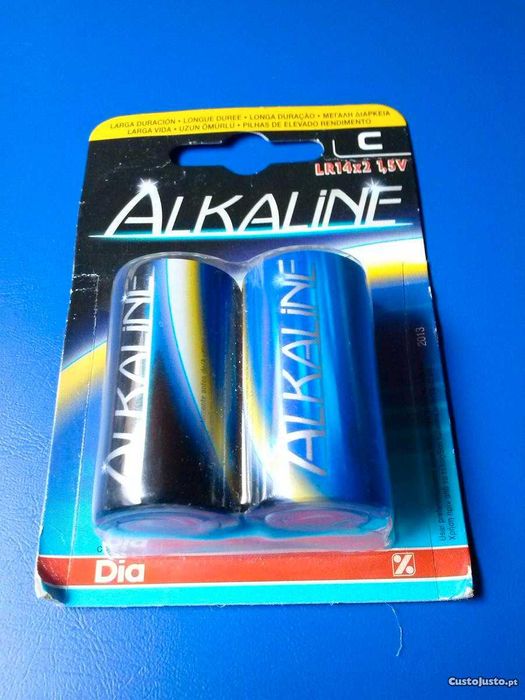 LARGA DURACIÓN • LONGUE DUREE • LONGA DURAÇÃO • ΜΕΓΑΛΗ ΔΙΑΡΚΕΙΑ
LARGA VIDA • UZUN ÖMURLU • PILHAS DE ELEVADO RENDIMENTO
C
LR14x2 1,5V
ALKALiNE
ALKALiNE
ALKALiNE
2013
Dia
%
CustoJusto.pt